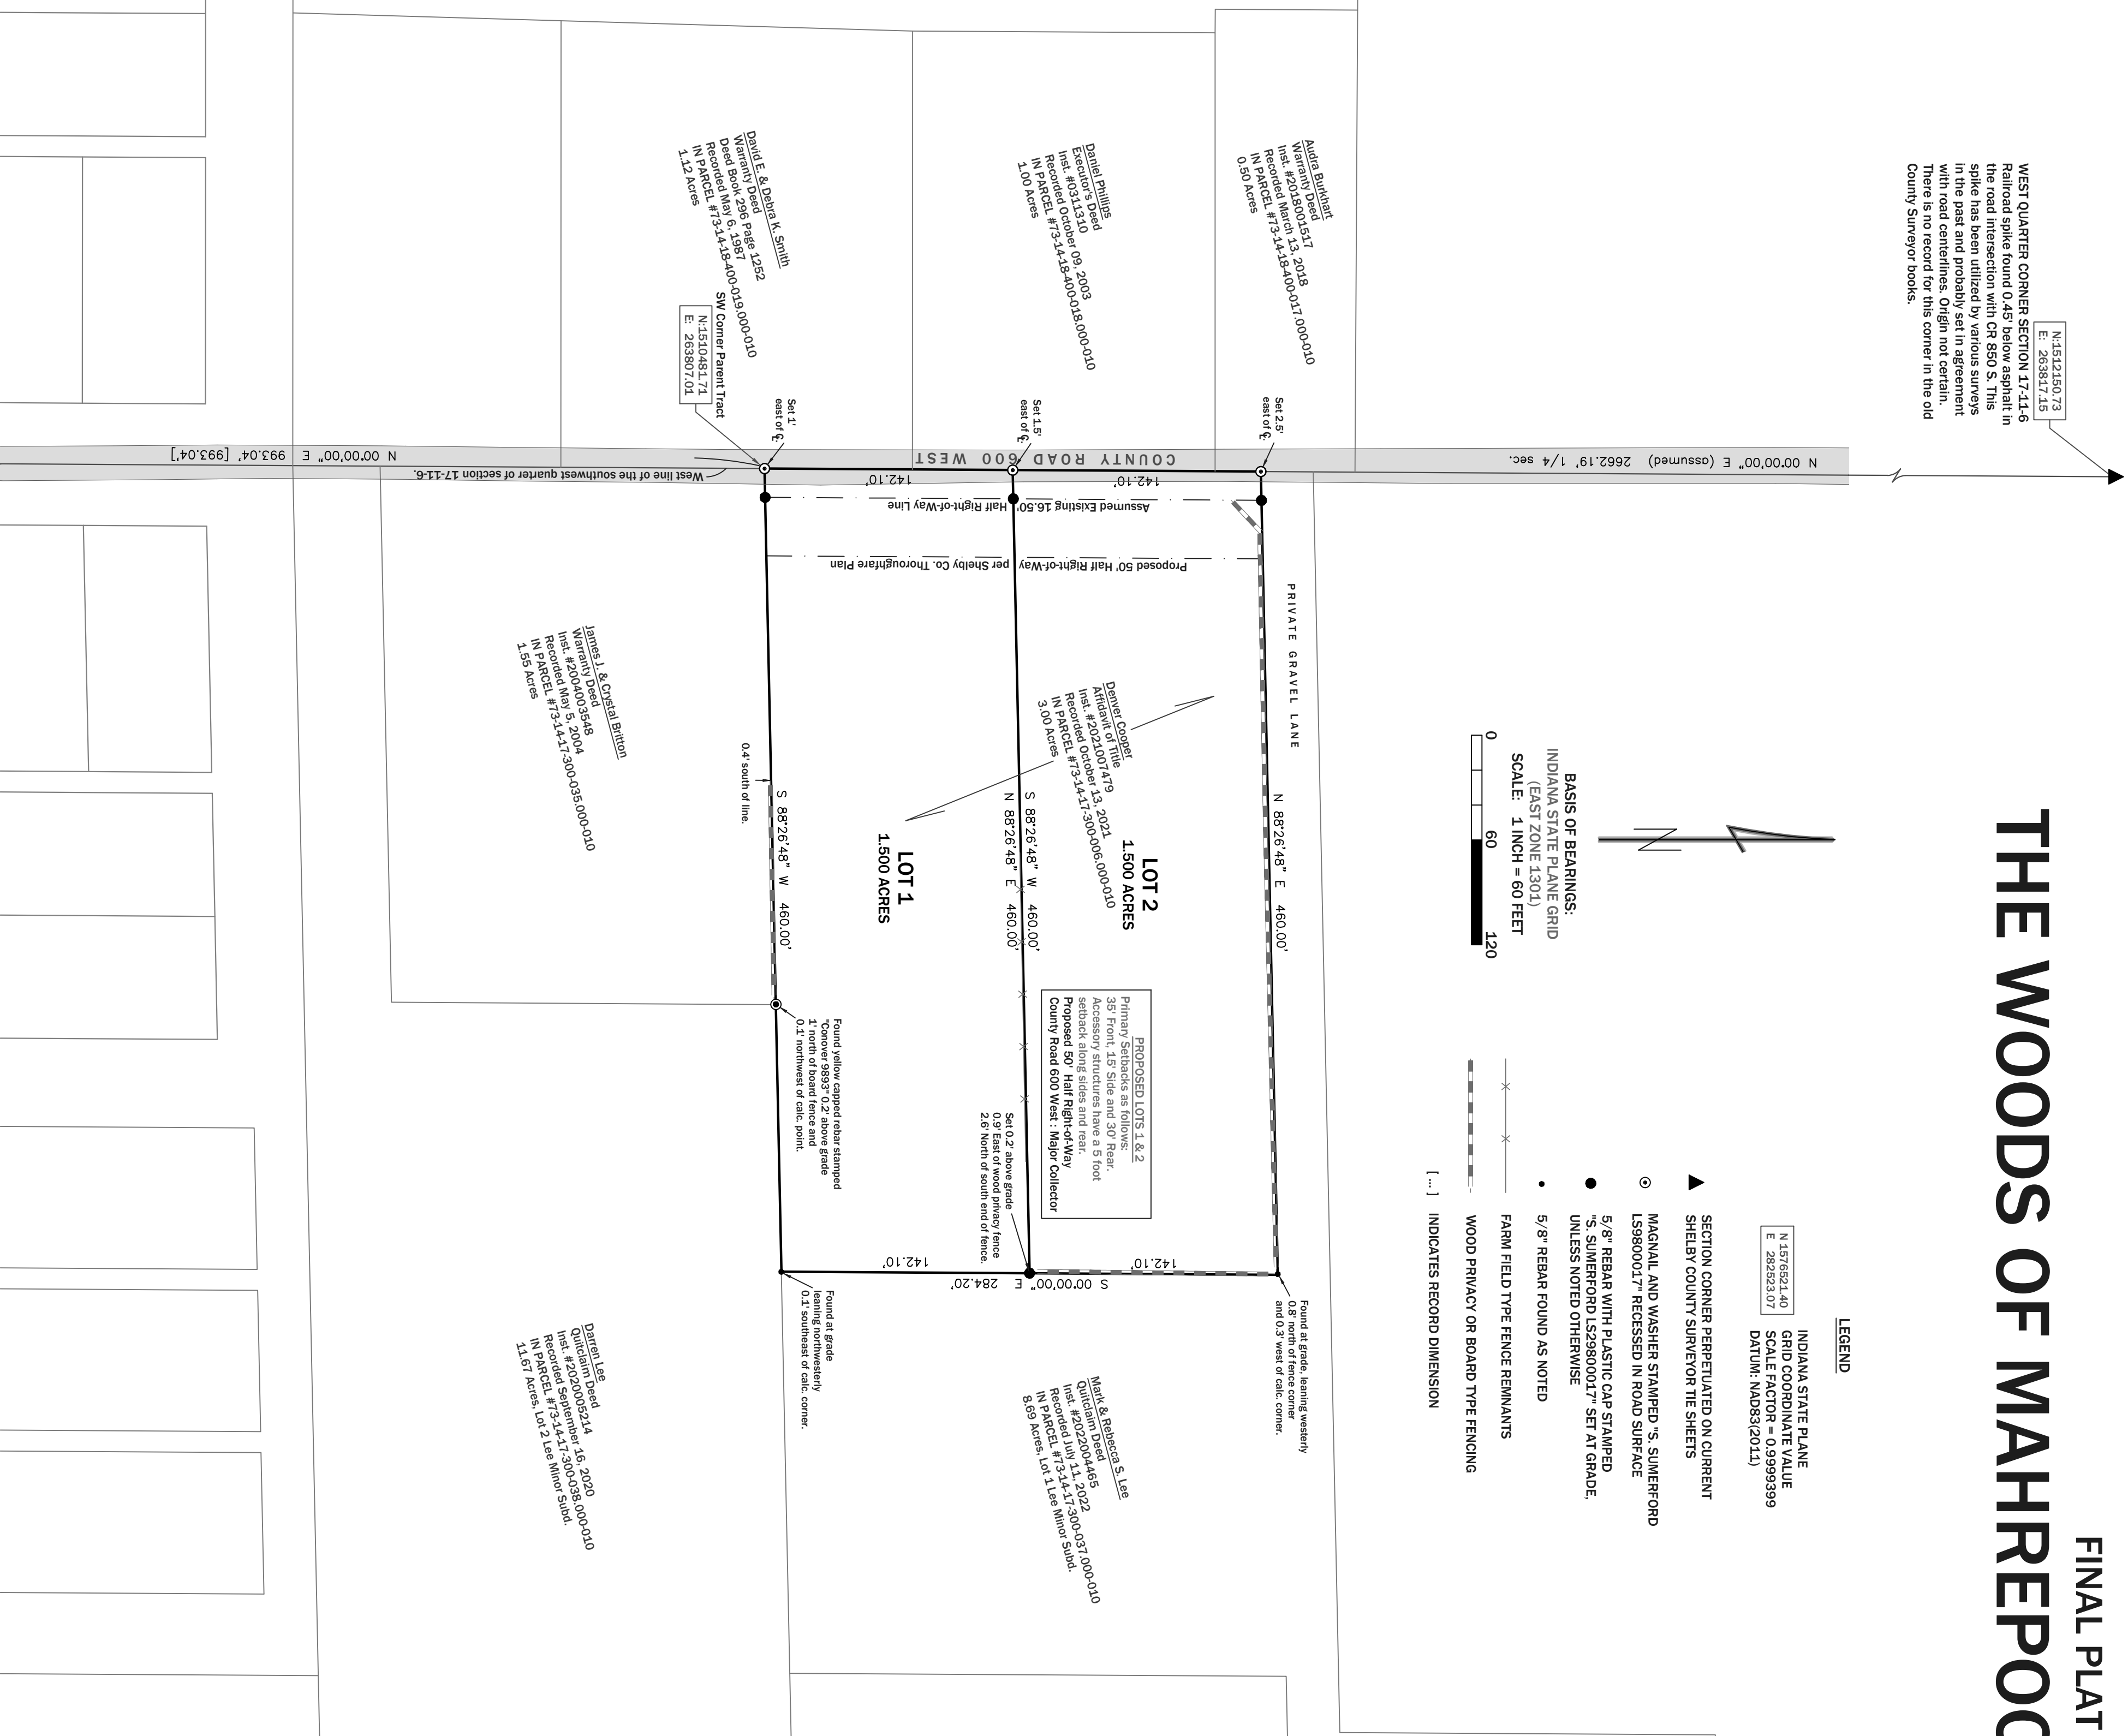 FINAL PLAT
THE WOODS OF MAHREPOO
N:1512150.73
E: 263817.15
WEST QUARTER CORNER SECTION 17-11-6
Railroad spike found 0.45' below asphalt in
the road intersection with CR 850 S. This
spike has been utilized by various surveys
in the past and probably set in agreement
with road centerlines. Origin not certain.
There is no record for this corner in the old
County Surveyor books.
BASIS OF BEARINGS:
INDIANA STATE PLANE GRID
(EAST ZONE 1301)
SCALE: 1 INCH = 60 FEET
0 60 120
N
LEGEND
N 1576521.40
E 282523.07
INDIANA STATE PLANE
GRID COORDINATE VALUE
SCALE FACTOR = 0.9999399
DATUM: NAD83(2011)
SECTION CORNER PERPETUATED ON CURRENT
SHELBY COUNTY SURVEYOR TIE SHEETS
MAGNAIL AND WASHER STAMPED "S. SUMERFORD
LS9800017" RECESSED IN ROAD SURFACE
5/8" REBAR WITH PLASTIC CAP STAMPED
"S. SUMERFORD LS29800017" SET AT GRADE,
UNLESS NOTED OTHERWISE
5/8" REBAR FOUND AS NOTED
FARM FIELD TYPE FENCE REMNANTS
WOOD PRIVACY OR BOARD TYPE FENCING
[ ... ] INDICATES RECORD DIMENSION
N 00°00'00" E (assumed) 2662.19' 1/4 sec.
Audra Burkhart
Warranty Deed
Inst. #2018001517
Recorded March 13, 2018
IN PARCEL #73-14-18-400-017.000-010
0.50 Acres
Set 2.5'
east of ℄.
PRIVATE GRAVEL LANE
N 88°26'48" E 460.00'
Found at grade, leaning westerly
0.8' north of fence corner
and 0.3' west of calc. corner.
Daniel Phillips
Executor's Deed
Inst. #0311310
Recorded October 09, 2003
IN PARCEL #73-14-18-400-018.000-010
1.00 Acres
Set 1.5'
east of ℄.
COUNTY ROAD 600 WEST
142.10'
142.10'
Assumed Existing 16.50' Half Right-of-Way Line
Proposed 50' Half Right-of-Way per Shelby Co. Thoroughfare Plan
Denver Cooper
Affidavit of Title
Inst. #2021007479
Recorded October 13, 2021
IN PARCEL #73-14-17-300-006.000-010
3.00 Acres
LOT 2
1.500 ACRES
PROPOSED LOTS 1 & 2
Primary Setbacks as follows:
35' Front, 15' Side and 30' Rear.
Accessory structures have a 5 foot
setback along sides and rear.
Proposed 50' Half Right-of-Way
County Road 600 West : Major Collector
S 88°26'48" W 460.00'
N 88°26'48" E 460.00'
Set 0.2' above grade
0.9' East of wood privacy fence
2.6' North of south end of fence.
142.10'
142.10'
S 00°00'00" E 284.20'
Mark & Rebecca S. Lee
Quitclaim Deed
Inst. #2022004465
Recorded July 11, 2022
IN PARCEL #73-14-17-300-037.000-010
8.69 Acres, Lot 1 Lee Minor Subd.
LOT 1
1.500 ACRES
David E. & Debra K. Smith
Warranty Deed
Deed Book 296 Page 1252
Recorded May 6, 1987
IN PARCEL #73-14-18-400-019.000-010
1.12 Acres
SW Corner Parent Tract
N:1510481.71
E: 263807.01
Set 1'
east of ℄.
N 00°00'00" E 993.04' [993.04']
West line of the southwest quarter of section 17-11-6.
S 88°26'48" W 460.00'
0.4' south of line.
Found yellow capped rebar stamped
"Conover 9893" 0.2' above grade
1' north of board fence and
0.1' northwest of calc. point.
Found at grade
leaning northwesterly
0.1' southeast of calc. corner.
James J. & Crystal Britton
Warranty Deed
Inst. #2004003548
Recorded May 5, 2004
IN PARCEL #73-14-17-300-035.000-010
1.55 Acres
Darren Lee
Quitclaim Deed
Inst. #2020005214
Recorded September 16, 2020
IN PARCEL #73-14-17-300-038.000-010
11.67 Acres, Lot 2 Lee Minor Subd.